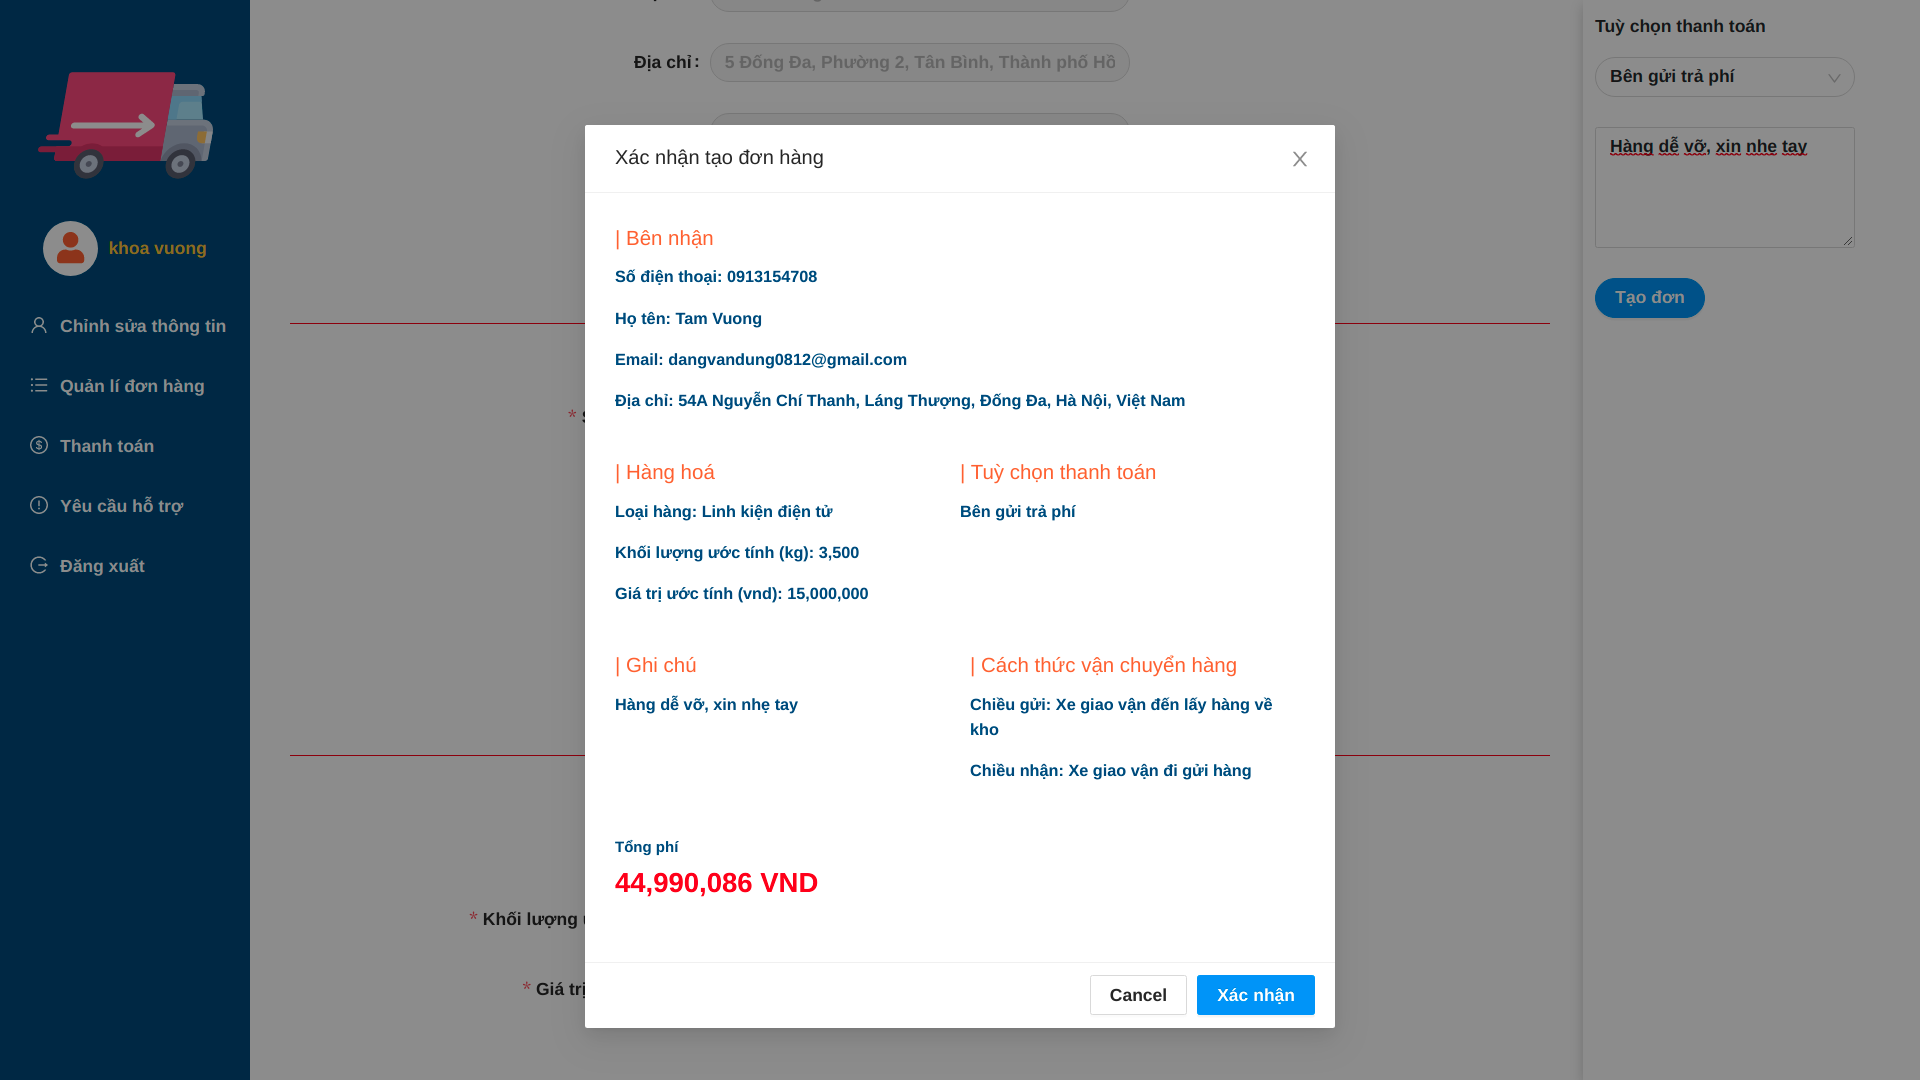 khoa vuong
Chỉnh sửa thông tin
Quản lí đơn hàng
Thanh toán
Yêu cầu hỗ trợ
Đăng xuất
Địa chỉ :
5 Đống Đa, Phường 2, Tân Bình, Thành phố Hồ
*
* Khối lượng
* Giá trị
Xác nhận tạo đơn hàng
| Bên nhận
Số điện thoại: 0913154708
Họ tên: Tam Vuong
Email: dangvandung0812@gmail.com
Địa chỉ: 54A Nguyễn Chí Thanh, Láng Thượng, Đống Đa, Hà Nội, Việt Nam
| Hàng hoá
Loại hàng: Linh kiện điện tử
Khối lượng ước tính (kg): 3,500
Giá trị ước tính (vnd): 15,000,000
| Tuỳ chọn thanh toán
Bên gửi trả phí
| Ghi chú
Hàng dễ vỡ, xin nhẹ tay
| Cách thức vận chuyển hàng
Chiều gửi: Xe giao vận đến lấy hàng về
kho
Chiều nhận: Xe giao vận đi gửi hàng
Tổng phí
44,990,086 VND
Cancel
Xác nhận
Tuỳ chọn thanh toán
Bên gửi trả phí
Hàng dễ vỡ, xin nhẹ tay
Tạo đơn